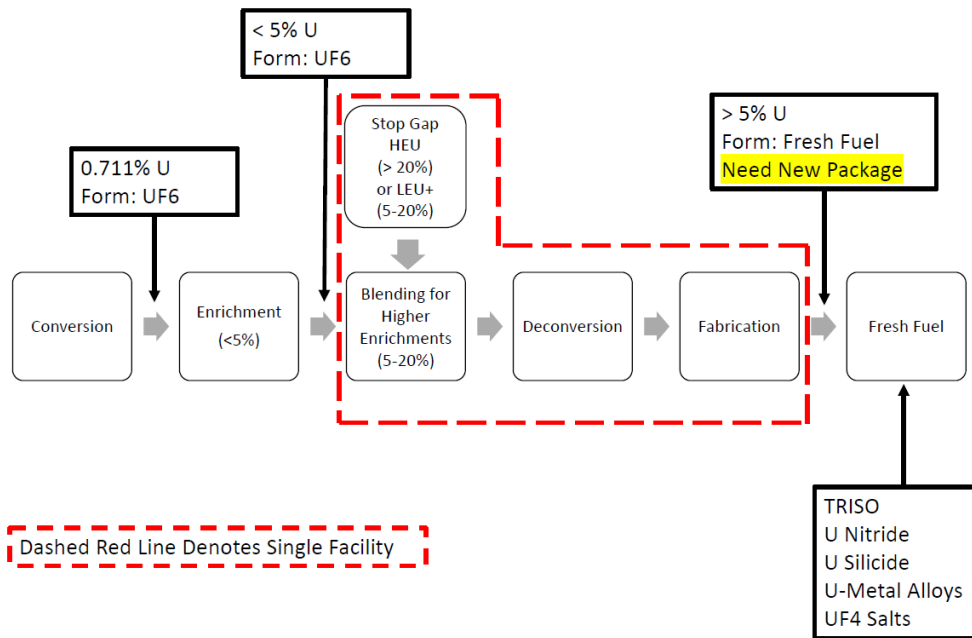 < 5% U
Form: UF6
0.711% U
Form: UF6
Stop Gap
HEU
(> 20%)
or LEU+
(5-20%)
> 5% U
Form: Fresh Fuel
Need New Package
Conversion
Enrichment
(<5%)
Blending for
Higher
Enrichments
(5-20%)
Deconversion
Fabrication
Fresh Fuel
Dashed Red Line Denotes Single Facility
TRISO
U Nitride
U Silicide
U-Metal Alloys
UF4 Salts